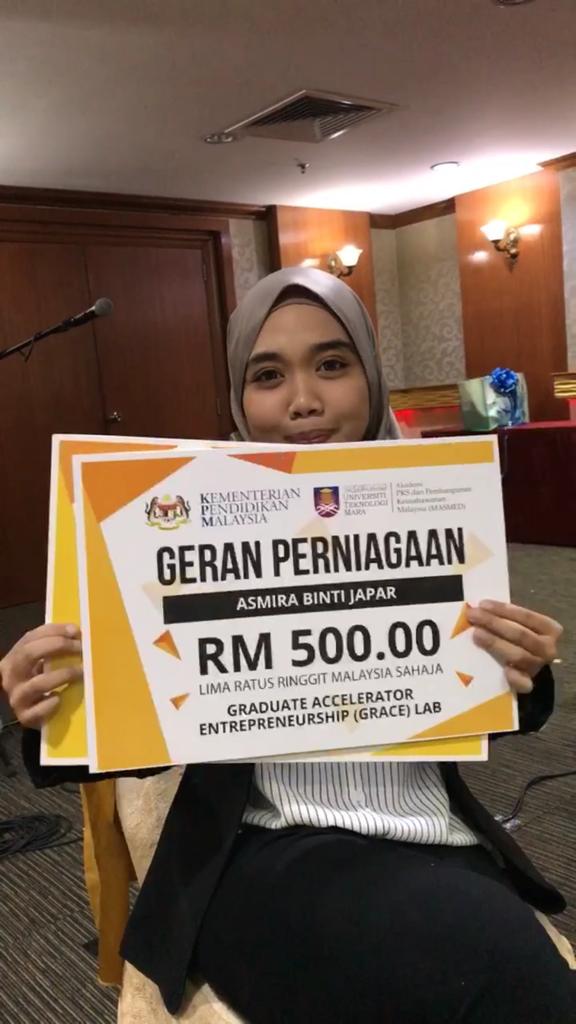 KEMENTERIAN
PENDIDIKAN
MALAYSIA
UNIVERSITI
TEKNOLOGI
MARA
Akademi
PKS dan Pembangunan
Keusahawanan
Malaysia (MASMED)
GERAN PERNIAGAAN
ASMIRA BINTI JAPAR
RM 500.00
LIMA RATUS RINGGIT MALAYSIA SAHAJA
GRADUATE ACCELERATOR
ENTREPRENEURSHIP (GRACE) LAB